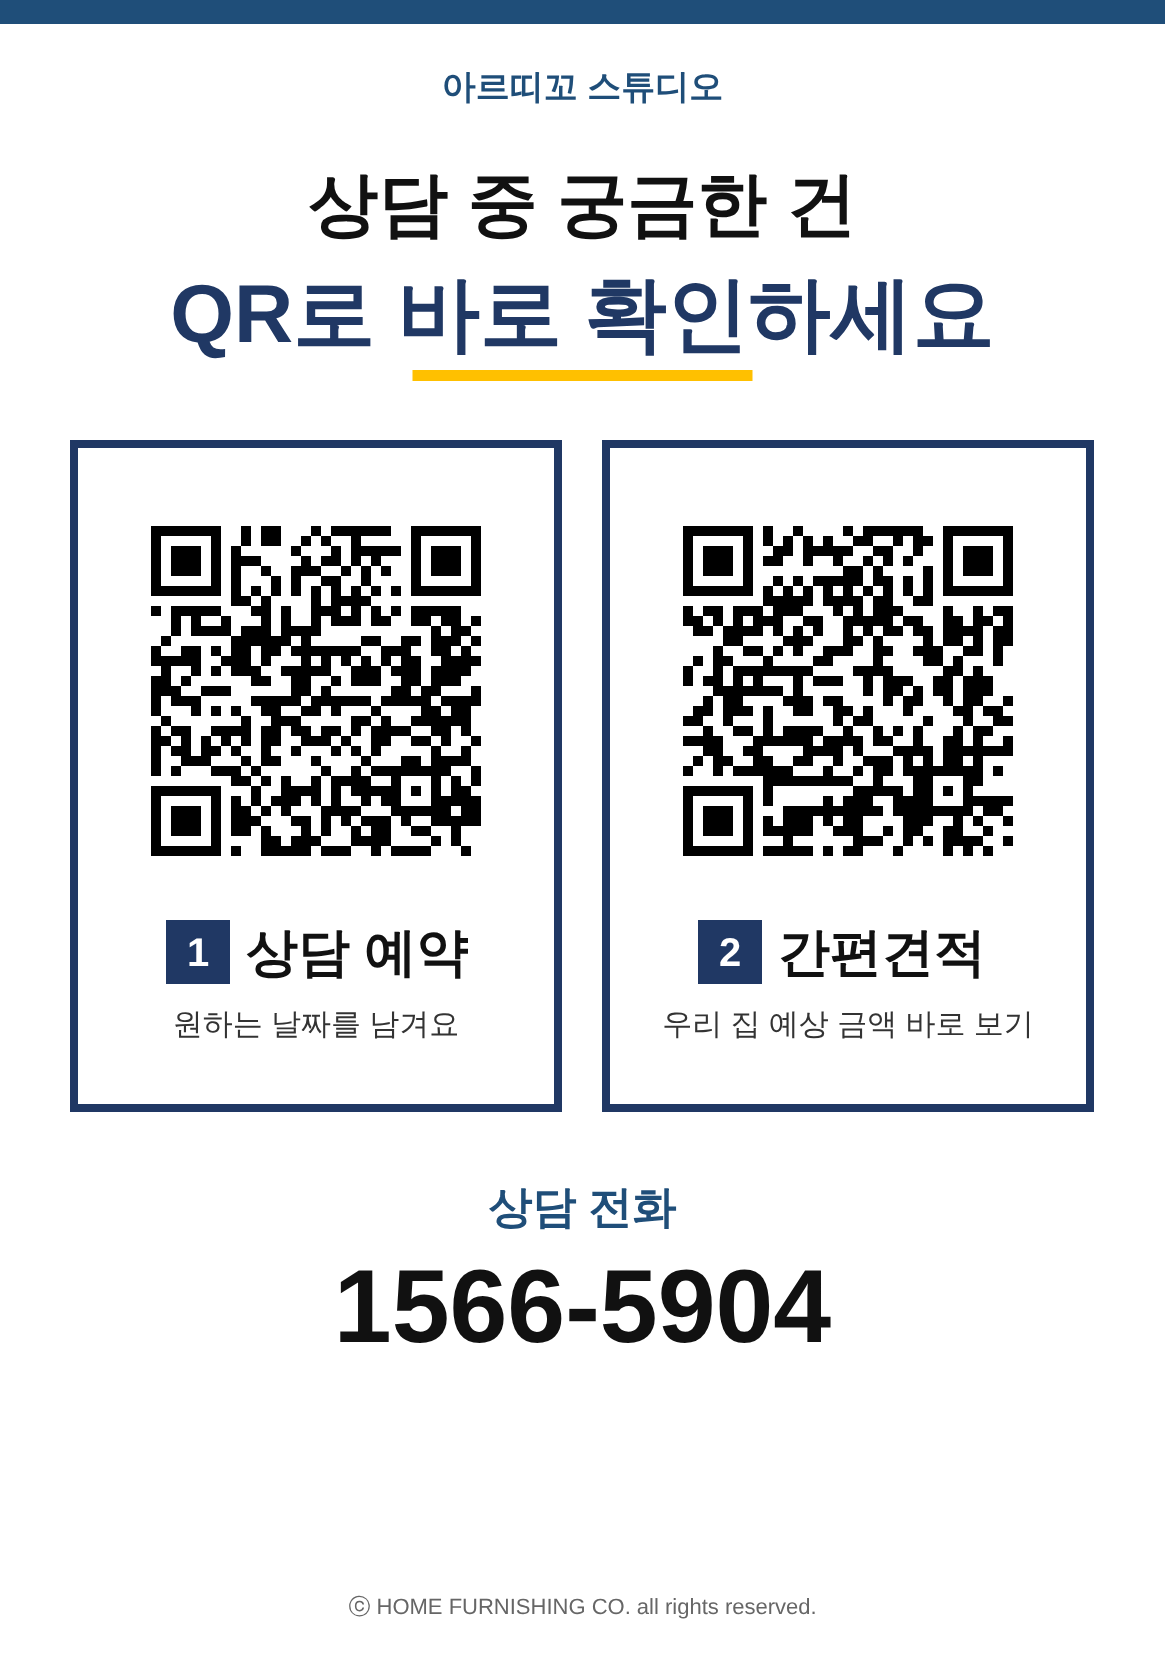 아르띠꼬 스튜디오
상담 중 궁금한 건
QR로 바로 확인하세요
1 상담 예약
원하는 날짜를 남겨요
2 간편견적
우리 집 예상 금액 바로 보기
상담 전화
1566-5904
ⓒ HOME FURNISHING CO. all rights reserved.